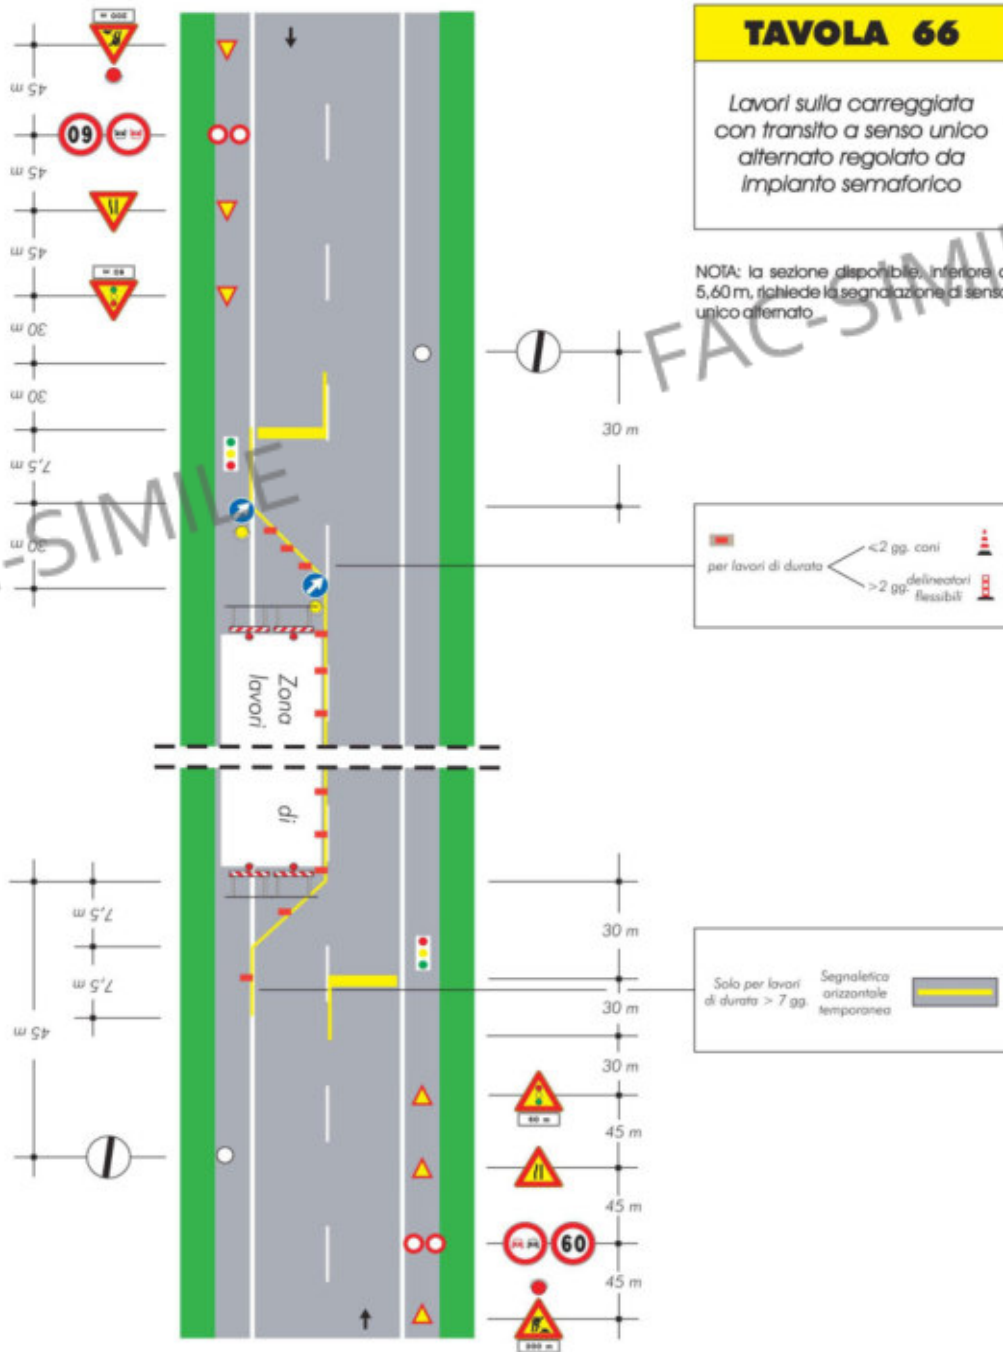 TAVOLA 66
Lavori sulla carreggiata
con transito a senso unico
alternato regolato da
impianto semaforico
NOTA: la sezione disponibile, inferiore a
5,60 m, richiede la segnalazione di senso
unico alternato
FAC-SIMILE
300 m
45 m
60
45 m
45 m
60 m
30 m
30 m
7,5 m
30 m
30 m
C-SIMILE
per lavori di durata
<2 gg. coni
>2 gg. delineatori
flessibili
Zona
lavori
di
7,5 m
7,5 m
45 m
30 m
30 m
30 m
Solo per lavori
di durata > 7 gg.
Segnaletica
orizzontale
temporanea
60 m
45 m
45 m
60
45 m
300 m